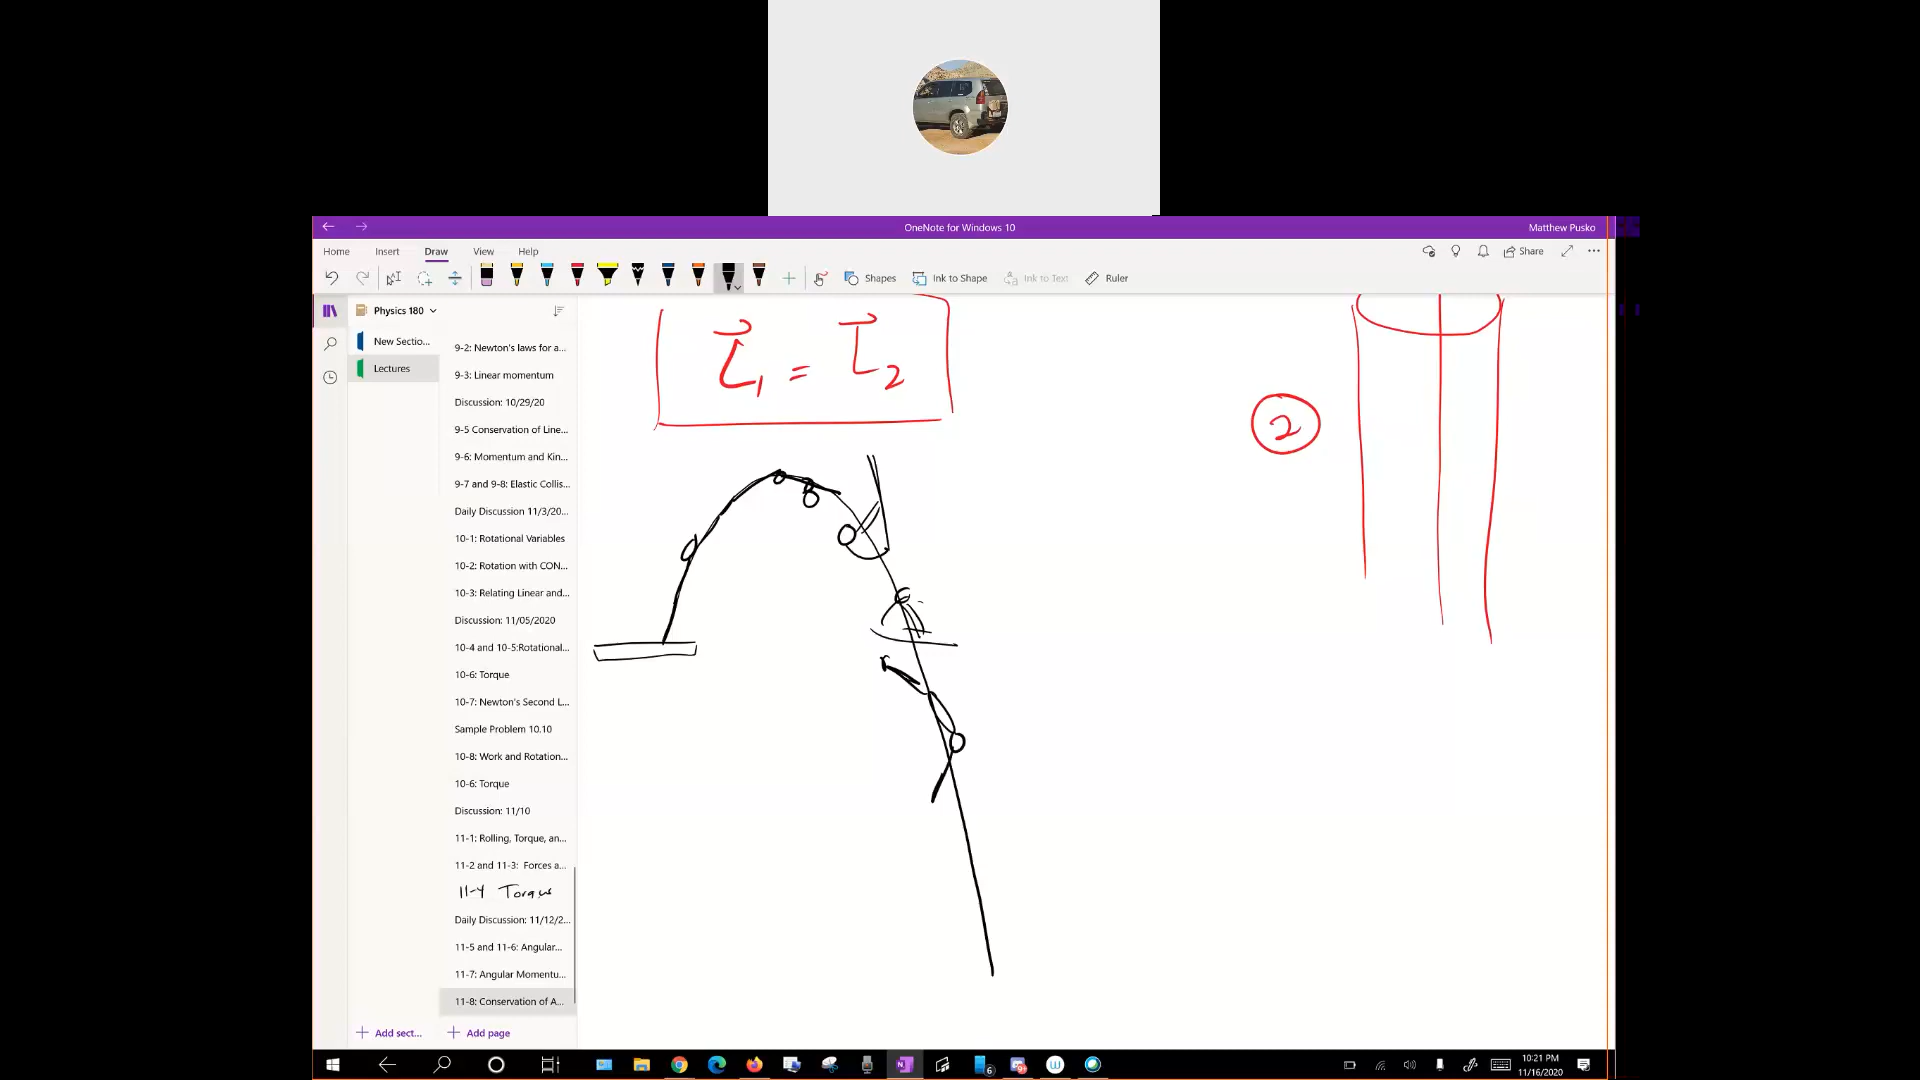 OneNote for Windows 10
Matthew Pusko
Home Insert Draw View Help
Share
Shapes Ink to Shape Ink to Text Ruler
Physics 180
New Sectio...
Lectures
9-2: Newton's laws for a...
9-3: Linear momentum
Discussion: 10/29/20
9-5 Conservation of Line...
9-6: Momentum and Kin...
9-7 and 9-8: Elastic Collis...
Daily Discussion 11/3/20...
10-1: Rotational Variables
10-2: Rotation with CON...
10-3: Relating Linear and...
Discussion: 11/05/2020
10-4 and 10-5:Rotational...
10-6: Torque
10-7: Newton's Second L...
Sample Problem 10.10
10-8: Work and Rotation...
10-6: Torque
Discussion: 11/10
11-1: Rolling, Torque, an...
11-2 and 11-3: Forces a...
11-4 Torque
Daily Discussion: 11/12/2...
11-5 and 11-6: Angular...
11-7: Angular Momentu...
11-8: Conservation of A...
Add sect...
Add page
L⃗₁ = L⃗₂
2
6
10:21 PM
11/16/2020